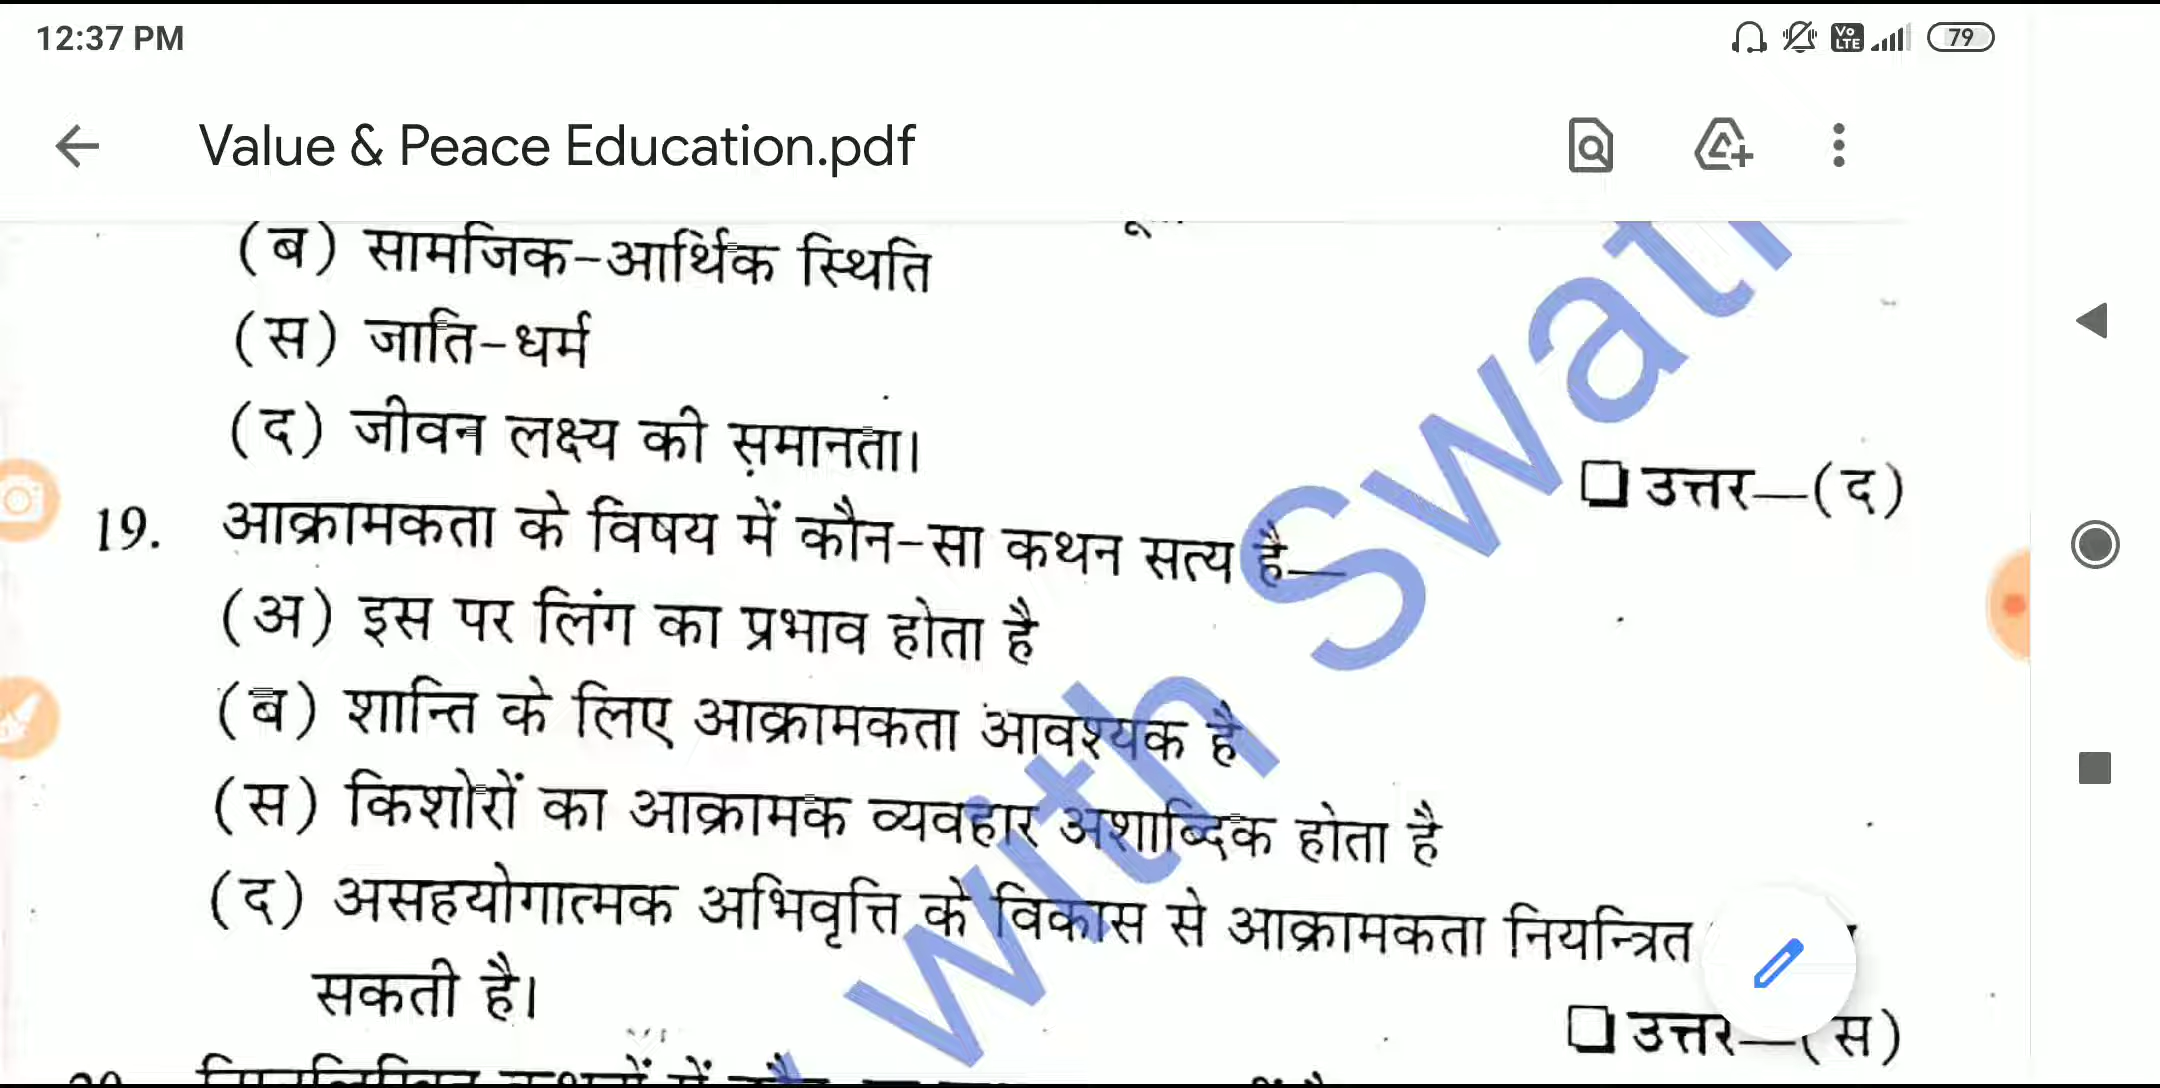 12:37 PM
Vo LTE 79
Value & Peace Education.pdf
(ब) सामजिक-आर्थिक स्थिति
(स) जाति-धर्म
(द) जीवन लक्ष्य की समानता।
❑ उत्तर—(द)
19. आक्रामकता के विषय में कौन-सा कथन सत्य है—
(अ) इस पर लिंग का प्रभाव होता है
(ब) शान्ति के लिए आक्रामकता आवश्यक है
(स) किशोरों का आक्रामक व्यवहार अशाब्दिक होता है
(द) असहयोगात्मक अभिवृत्ति के विकास से आक्रामकता नियन्त्रित
सकती है।
❑ उत्तर—(स)
with Swati